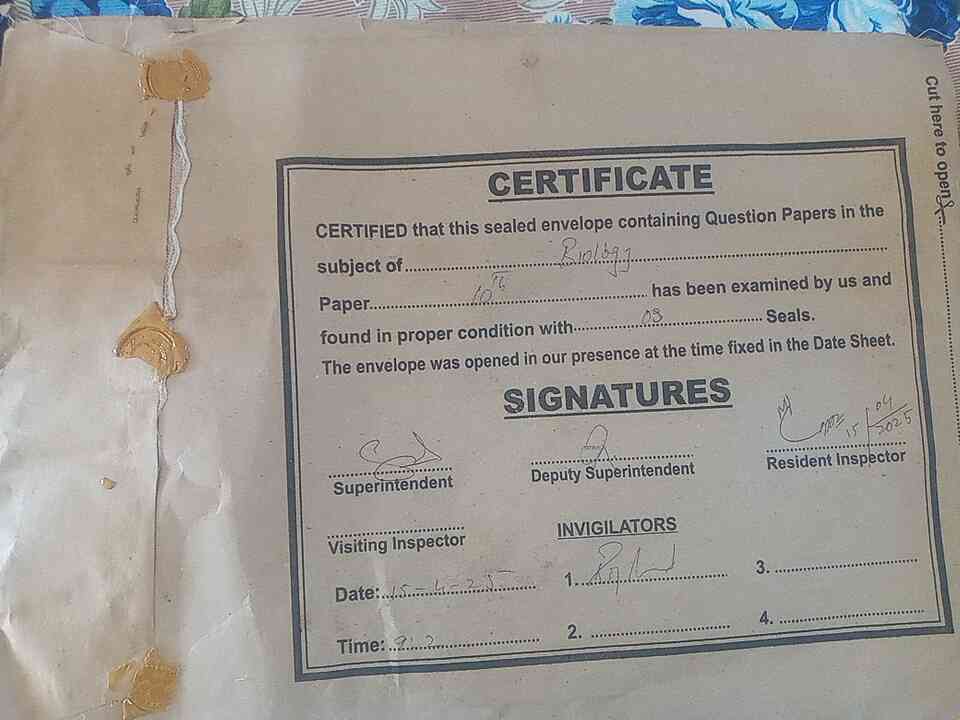 Cut here to open
CERTIFICATE
CERTIFIED that this sealed envelope containing Question Papers in the
subject of Biology
Paper 10th has been examined by us and
found in proper condition with 03 Seals.
The envelope was opened in our presence at the time fixed in the Date Sheet.
SIGNATURES
15/04/2025
Superintendent Deputy Superintendent Resident Inspector
Visiting Inspector
INVIGILATORS
Date: 15-4-25 1. 3.
Time: 2. 4.